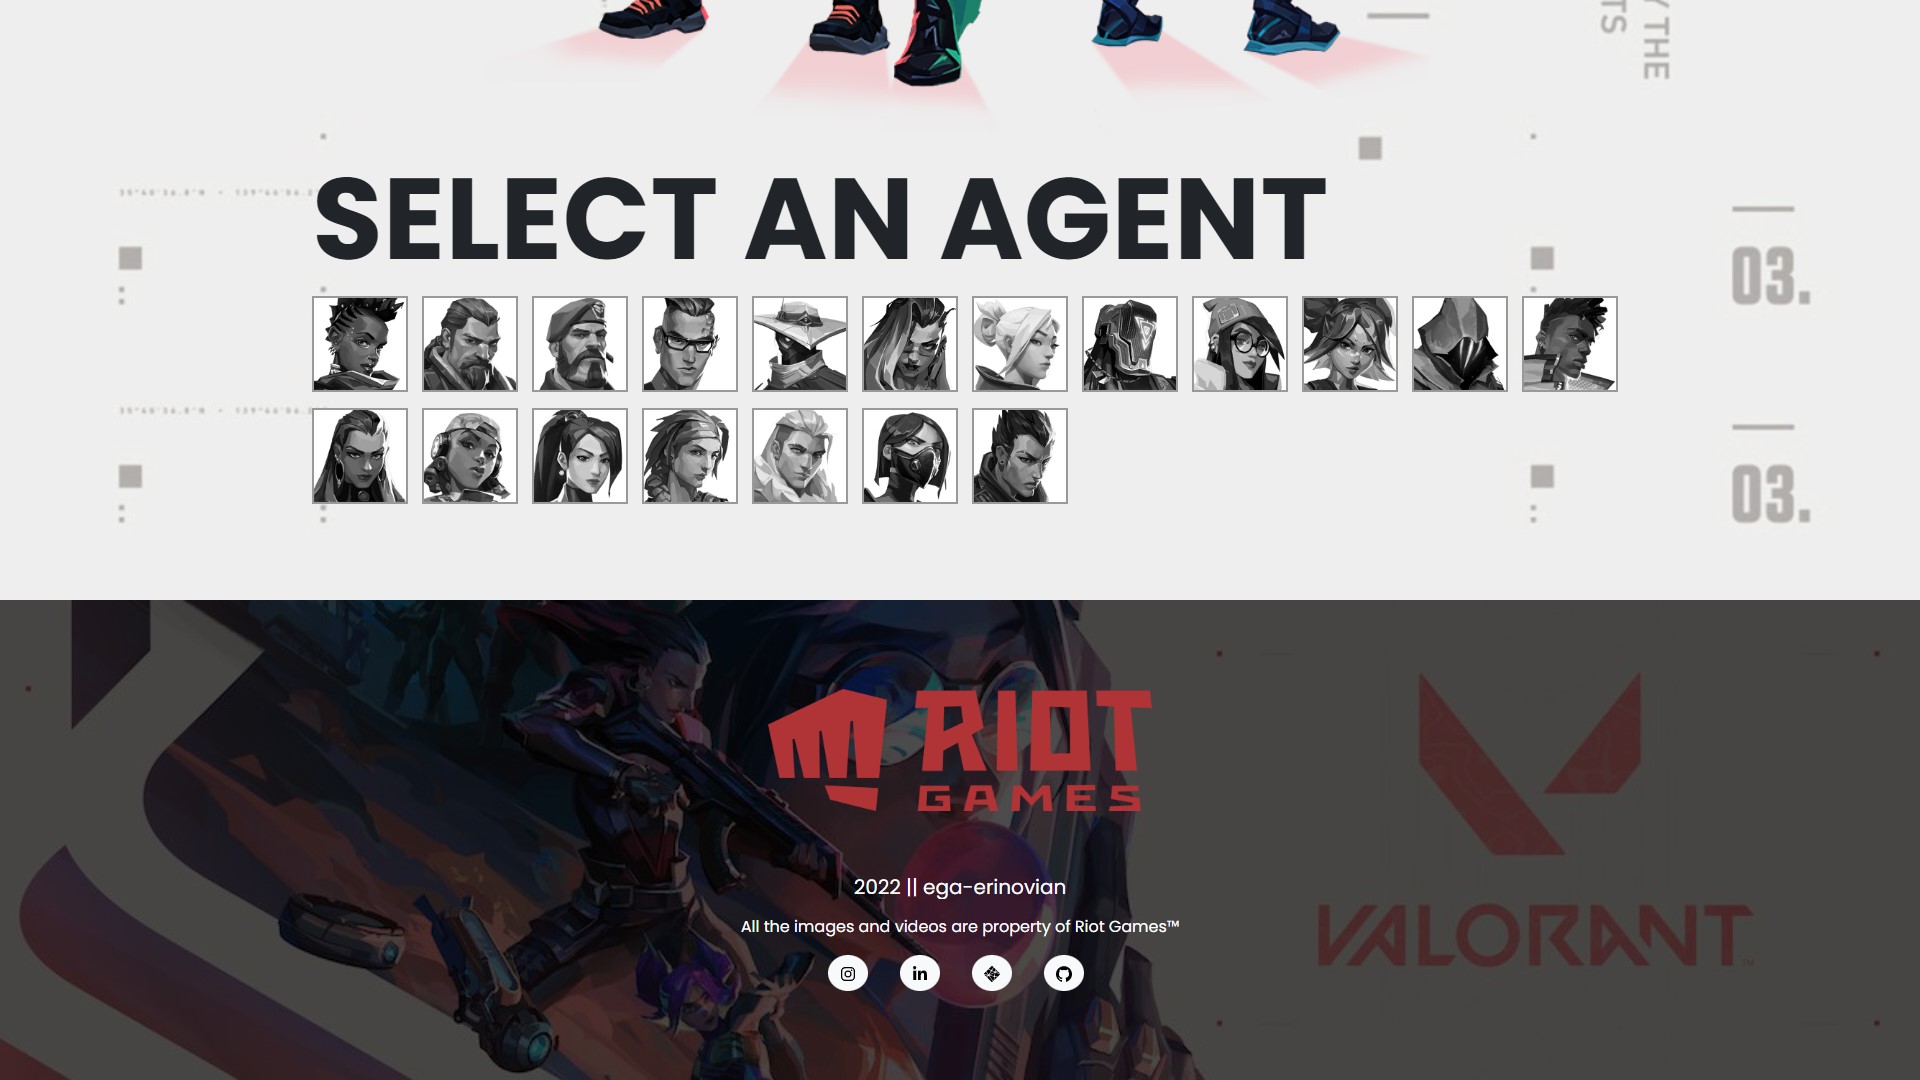 Y THE
TS
SELECT AN AGENT
03.
03.
RIOT
GAMES
VALORANT
2022 || ega-erinovian
All the images and videos are property of Riot Games™
in